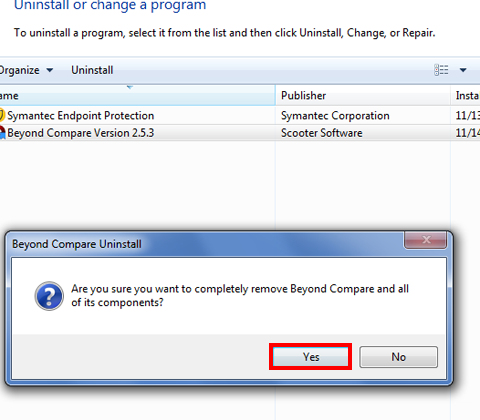 Uninstall or change a program
To uninstall a program, select it from the list and then click Uninstall, Change, or Repair.
Organize Uninstall
ame Publisher Insta
Symantec Endpoint Protection Symantec Corporation 11/13
Beyond Compare Version 2.5.3 Scooter Software 11/14
Beyond Compare Uninstall
Are you sure you want to completely remove Beyond Compare and all
of its components?
Yes No